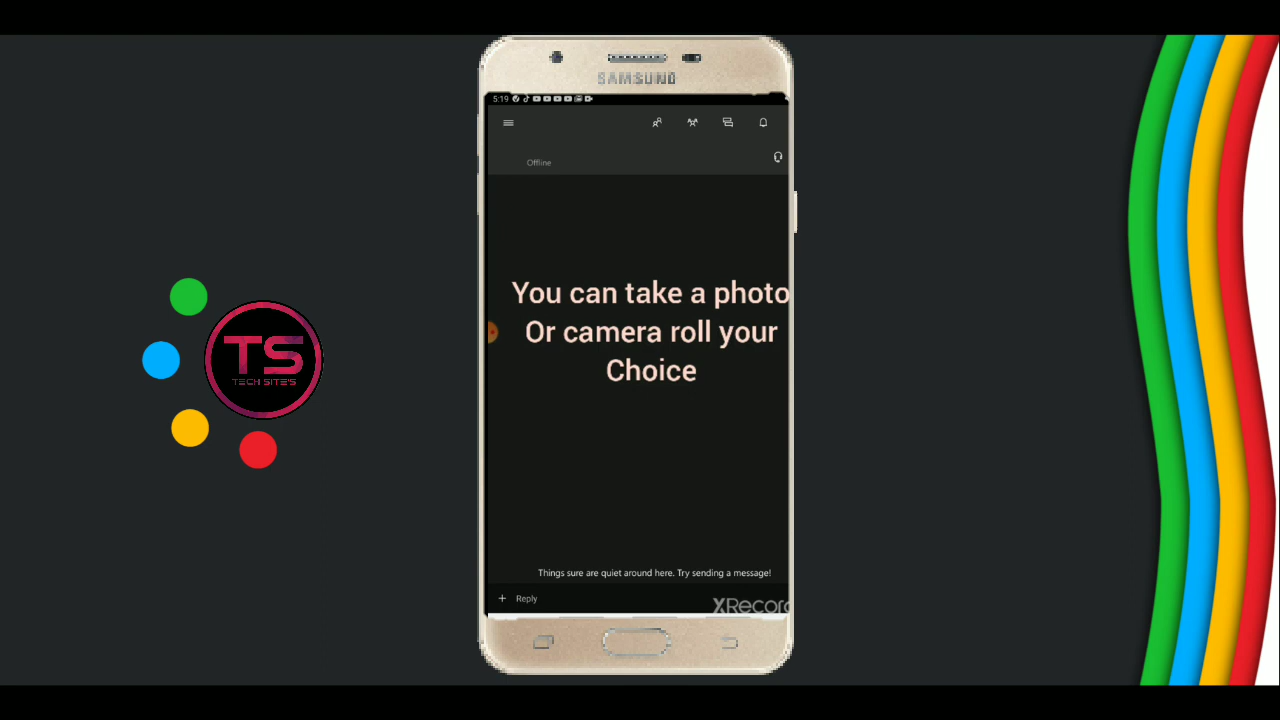 SAMSUNG
5:19
Offline
You can take a photo
Or camera roll your
Choice
TS
TECH SITE'S
Things sure are quiet around here. Try sending a message!
+ Reply
XRecord